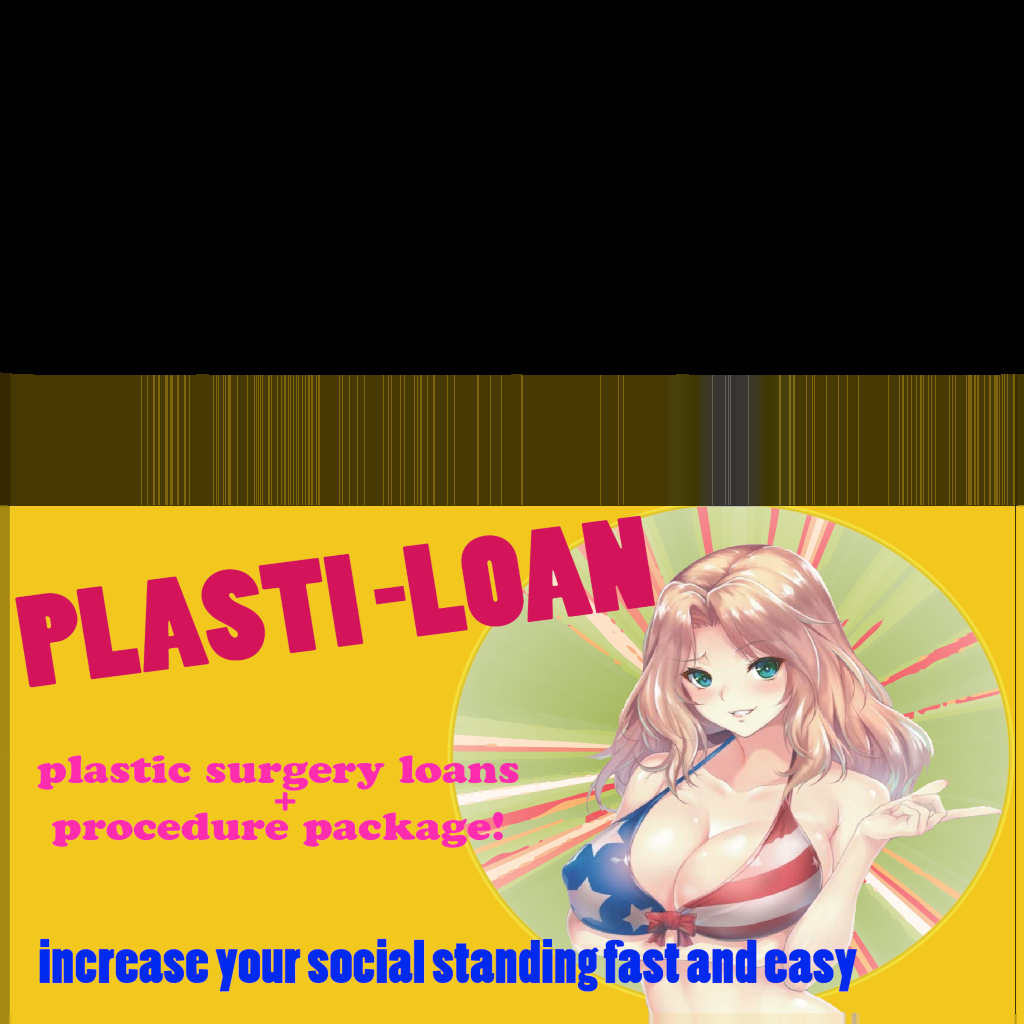 PLASTI-LOAN
plastic surgery loans
+
procedure package!
increase your social standing fast and easy